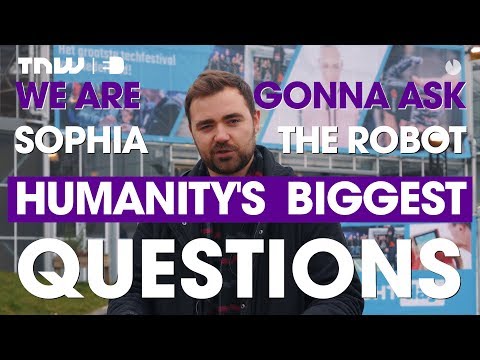 TNW
Het grootste techfestival
WE ARE GONNA ASK
SOPHIA THE ROBOT
HUMANITY'S BIGGEST
QUESTIONS